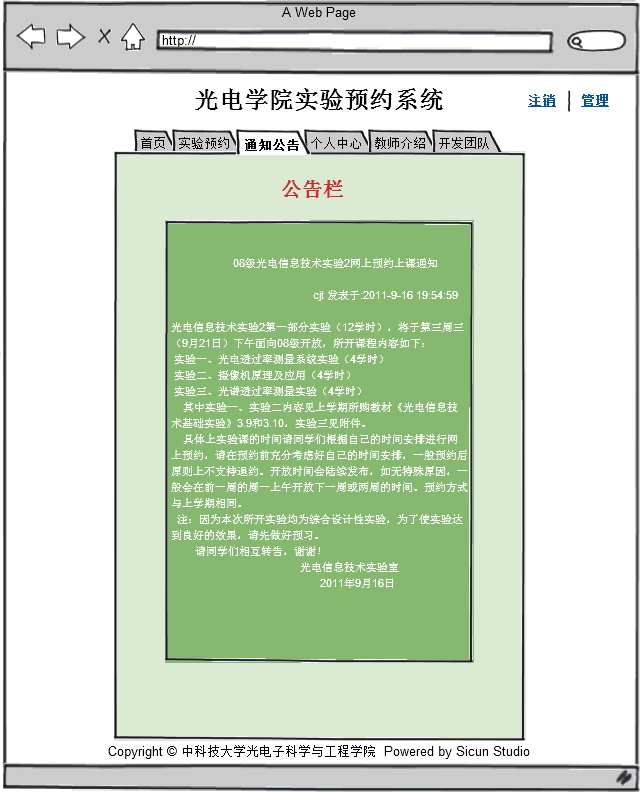 A Web Page
http://
光电学院实验预约系统
注销 | 管理
首页 实验预约 通知公告 个人中心 教师介绍 开发团队
公告栏
08级光电信息技术实验2网上预约上课通知
cjt 发表于:2011-9-16 19:54:59
光电信息技术实验2第一部分实验（12学时），将于第三周三
（9月21日）下午面向08级开放，所开课程内容如下：
实验一、光电透过率测量系统实验（4学时）
实验二、摄像机原理及应用（4学时）
实验三、光谱透过率测量实验（4学时）
其中实验一、实验二内容见上学期所购教材《光电信息技
术基础实验》3.9和3.10，实验三见附件。
具体上实验课的时间请同学们根据自己的时间安排进行网
上预约，请在预约前充分考虑好自己的时间安排，一般预约后
原则上不支持退约。开放时间会陆续发布，如无特殊原因，一
般会在前一周的周一上午开放下一周或两周的时间。预约方式
与上学期相同。
注：因为本次所开实验均为综合设计性实验，为了使实验达
到良好的效果，请先做好预习。
请同学们相互转告，谢谢！
光电信息技术实验室
2011年9月16日
Copyright © 中科技大学光电子科学与工程学院 Powered by Sicun Studio